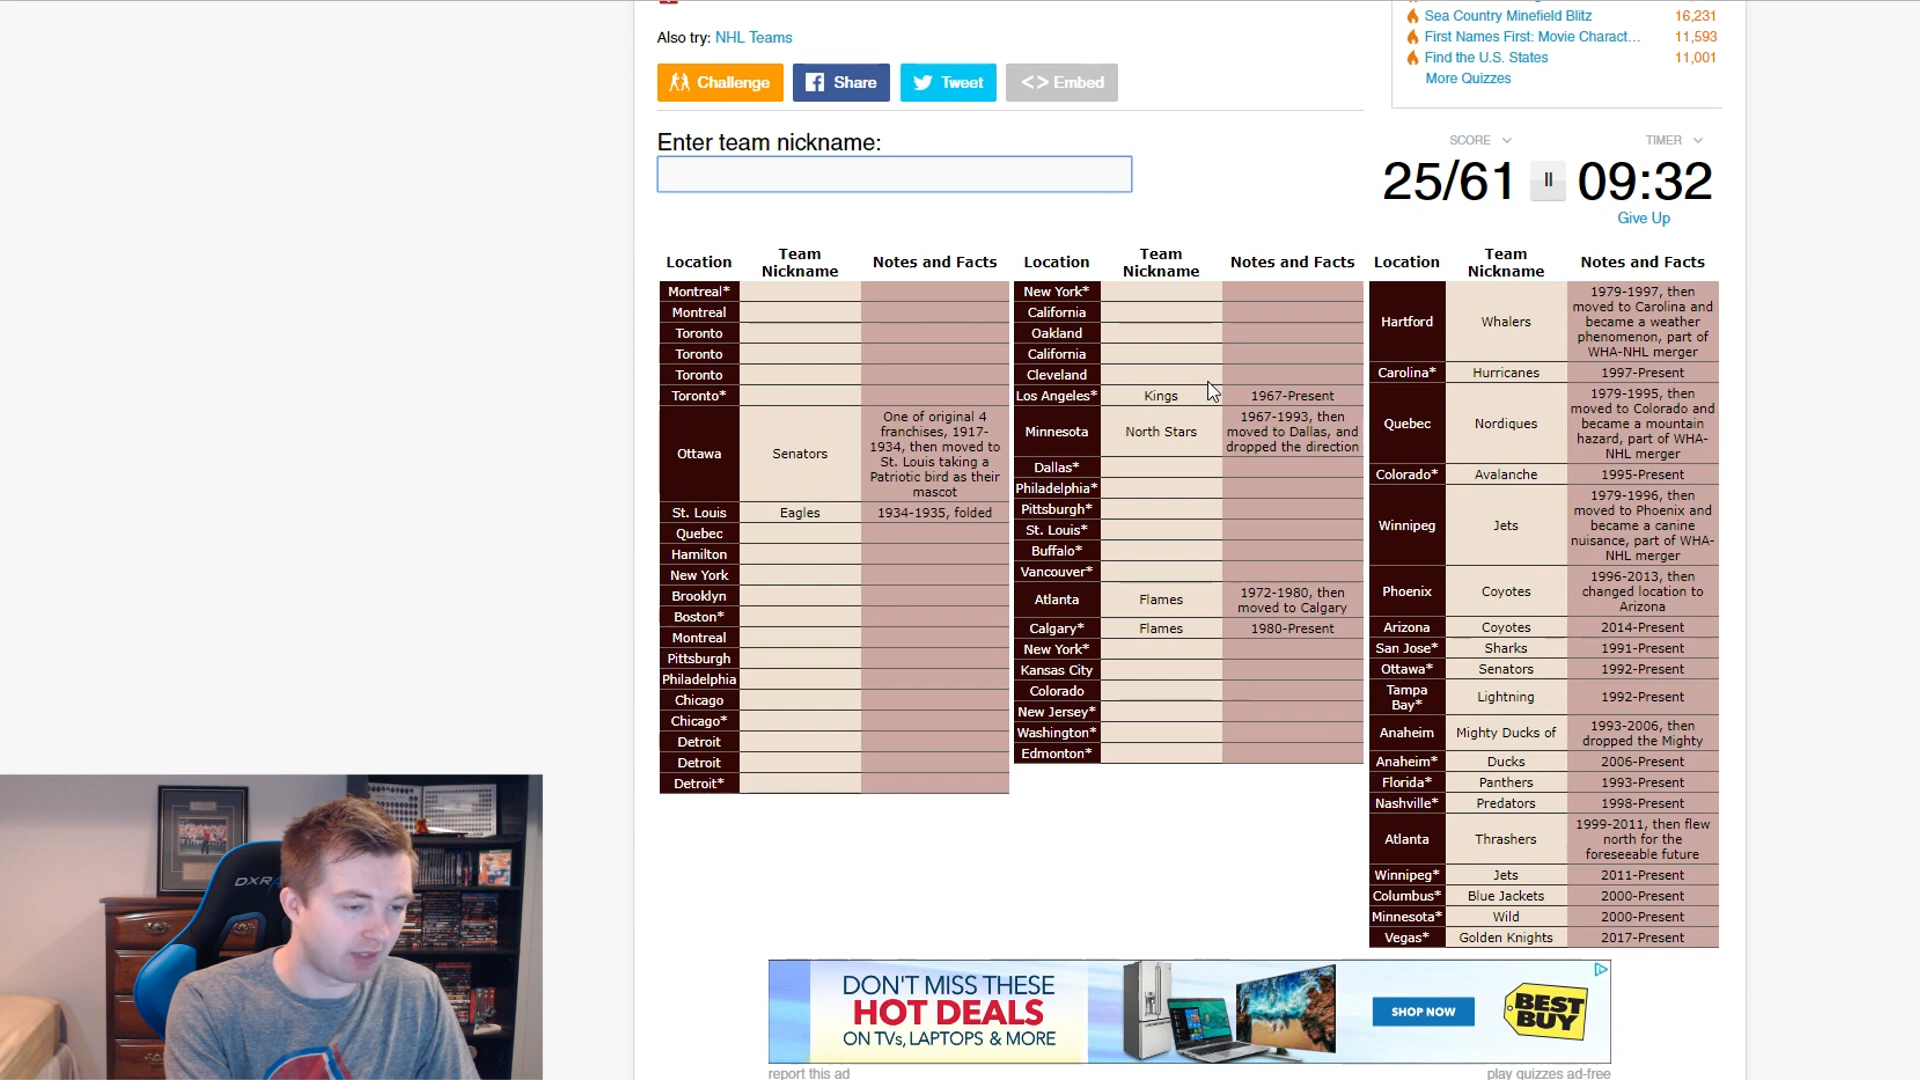 Also try: NHL Teams
Challenge
Share
Tweet
<> Embed
Sea Country Minefield Blitz 16,231
First Names First: Movie Charact... 11,593
Find the U.S. States 11,001
More Quizzes
Enter team nickname:
SCORE
TIMER
25/61
09:32
Give Up
Location Team Nickname Notes and Facts
Montreal*
Montreal
Toronto
Toronto
Toronto
Toronto*
Ottawa Senators
One of original 4
franchises, 1917-
1934, then moved to
St. Louis taking a
Patriotic bird as their
mascot
St. Louis Eagles 1934-1935, folded
Quebec
Hamilton
New York
Brooklyn
Boston*
Montreal
Pittsburgh
Philadelphia
Chicago
Chicago*
Detroit
Detroit
Detroit*
Location Team Nickname Notes and Facts
New York*
California
Oakland
California
Cleveland
Los Angeles* Kings 1967-Present
Minnesota North Stars
1967-1993, then
moved to Dallas, and
dropped the direction
Dallas*
Philadelphia*
Pittsburgh*
St. Louis*
Buffalo*
Vancouver*
Atlanta Flames
1972-1980, then
moved to Calgary
Calgary* Flames 1980-Present
New York*
Kansas City
Colorado
New Jersey*
Washington*
Edmonton*
Location Team Nickname Notes and Facts
Hartford Whalers
1979-1997, then
moved to Carolina and
became a weather
phenomenon, part of
WHA-NHL merger
Carolina* Hurricanes 1997-Present
Quebec Nordiques
1979-1995, then
moved to Colorado and
became a mountain
hazard, part of WHA-
NHL merger
Colorado* Avalanche 1995-Present
Winnipeg Jets
1979-1996, then
moved to Phoenix and
became a canine
nuisance, part of WHA-
NHL merger
Phoenix Coyotes
1996-2013, then
changed location to
Arizona
Arizona Coyotes 2014-Present
San Jose* Sharks 1991-Present
Ottawa* Senators 1992-Present
Tampa Bay* Lightning 1992-Present
Anaheim Mighty Ducks of
1993-2006, then
dropped the Mighty
Anaheim* Ducks 2006-Present
Florida* Panthers 1993-Present
Nashville* Predators 1998-Present
Atlanta Thrashers
1999-2011, then flew
north for the
foreseeable future
Winnipeg* Jets 2011-Present
Columbus* Blue Jackets 2000-Present
Minnesota* Wild 2000-Present
Vegas* Golden Knights 2017-Present
DON'T MISS THESE
HOT DEALS
ON TVs, LAPTOPS & MORE
SHOP NOW
BEST BUY
report this ad
play quizzes ad-free
DXRA